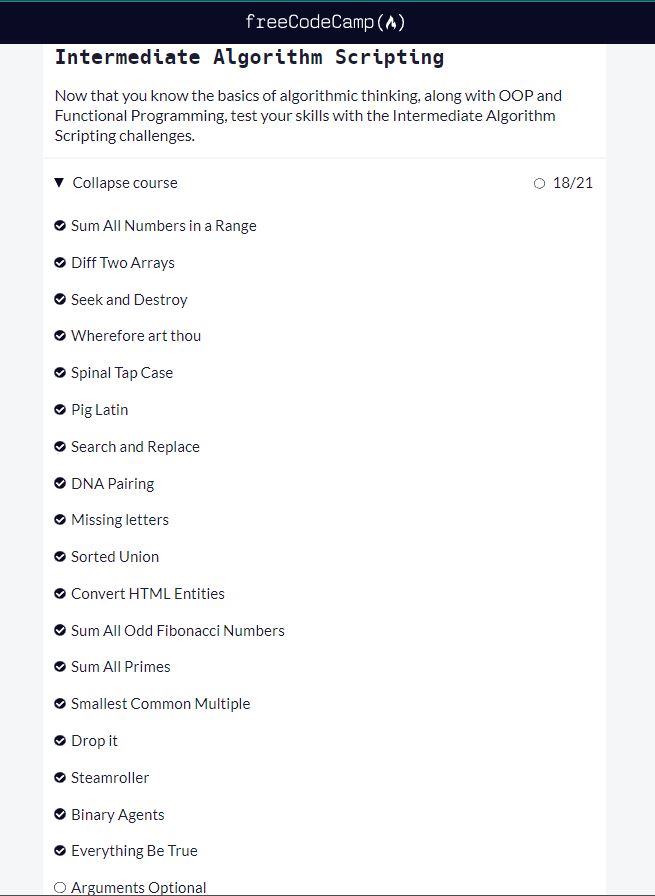 freeCodeCamp(🔥)
Intermediate Algorithm Scripting
Now that you know the basics of algorithmic thinking, along with OOP and
Functional Programming, test your skills with the Intermediate Algorithm
Scripting challenges.
Collapse course 18/21
Sum All Numbers in a Range
Diff Two Arrays
Seek and Destroy
Wherefore art thou
Spinal Tap Case
Pig Latin
Search and Replace
DNA Pairing
Missing letters
Sorted Union
Convert HTML Entities
Sum All Odd Fibonacci Numbers
Sum All Primes
Smallest Common Multiple
Drop it
Steamroller
Binary Agents
Everything Be True
Arguments Optional